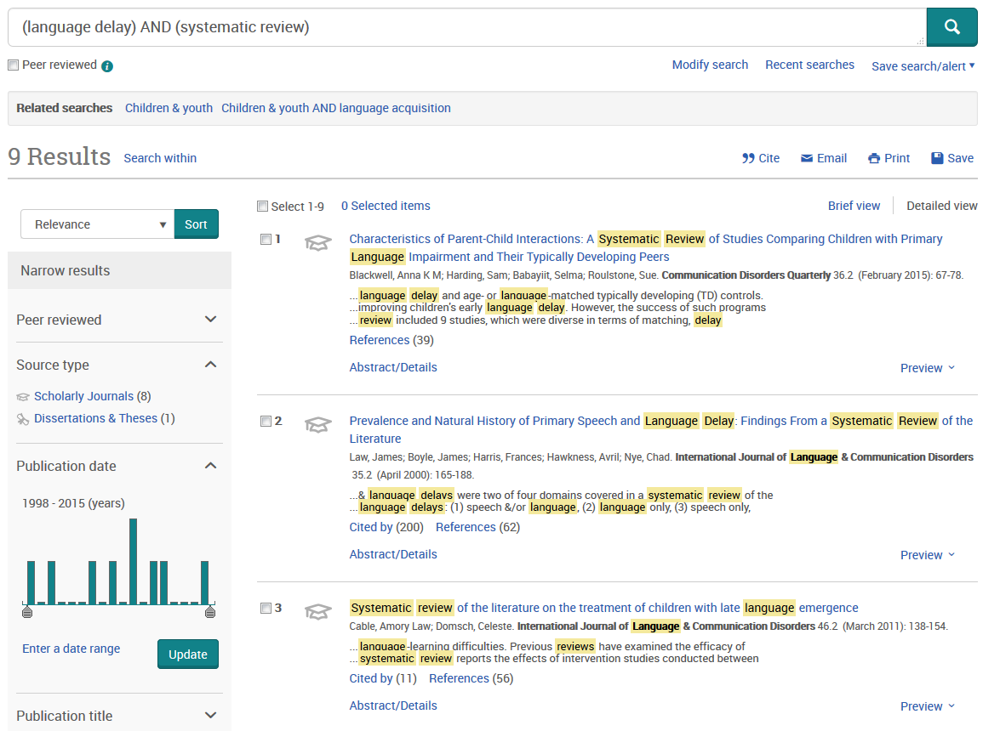 (language delay) AND (systematic review)
Peer reviewed
Modify search Recent searches Save search/alert
Related searches Children & youth Children & youth AND language acquisition
9 Results Search within
Cite Email Print Save
Relevance Sort
Narrow results
Peer reviewed
Source type
Scholarly Journals (8)
Dissertations & Theses (1)
Publication date
1998 - 2015 (years)
Enter a date range Update
Publication title
Select 1-9 0 Selected items Brief view Detailed view
1 Characteristics of Parent-Child Interactions: A Systematic Review of Studies Comparing Children with Primary
Language Impairment and Their Typically Developing Peers
Blackwell, Anna K M; Harding, Sam; Babayiit, Selma; Roulstone, Sue. Communication Disorders Quarterly 36.2 (February 2015): 67-78.
...language delay and age- or language-matched typically developing (TD) controls.
...improving children's early language delay. However, the success of such programs
...review included 9 studies, which were diverse in terms of matching, delay
References (39)
Abstract/Details Preview
2 Prevalence and Natural History of Primary Speech and Language Delay: Findings From a Systematic Review of the
Literature
Law, James; Boyle, James; Harris, Frances; Hawkness, Avril; Nye, Chad. International Journal of Language & Communication Disorders
35.2 (April 2000): 165-188.
...& language delays were two of four domains covered in a systematic review of the
...language delays: (1) speech &/or language, (2) language only, (3) speech only,
Cited by (200) References (62)
Abstract/Details Preview
3 Systematic review of the literature on the treatment of children with late language emergence
Cable, Amory Law; Domsch, Celeste. International Journal of Language & Communication Disorders 46.2 (March 2011): 138-154.
...language-learning difficulties. Previous reviews have examined the efficacy of
...systematic review reports the effects of intervention studies conducted between
Cited by (11) References (56)
Abstract/Details Preview